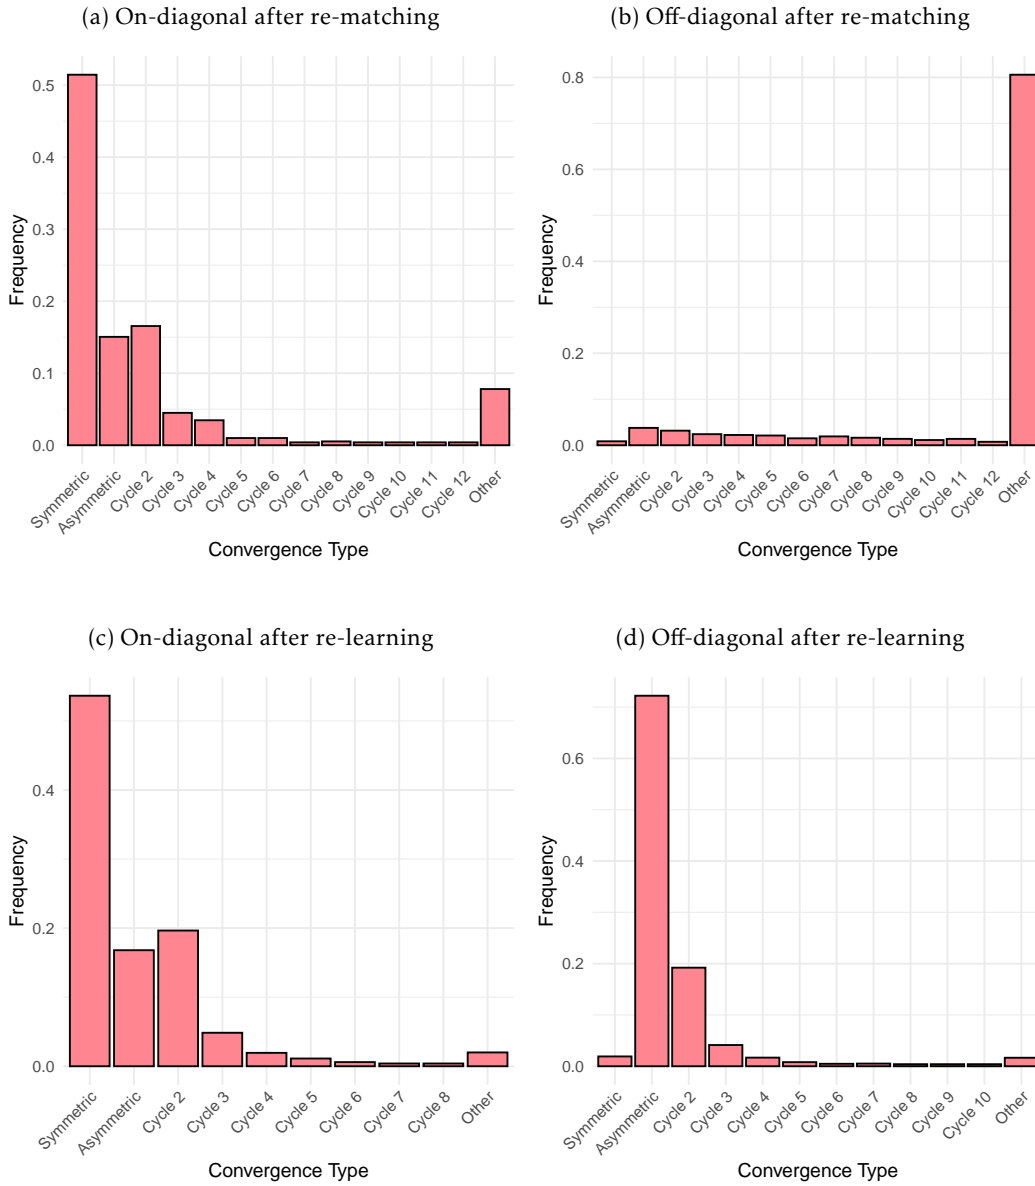 (a) On-diagonal after re-matching
0.5
0.4
0.3
0.2
0.1
0.0
Frequency
Symmetric
Asymmetric
Cycle 2
Cycle 3
Cycle 4
Cycle 5
Cycle 6
Cycle 7
Cycle 8
Cycle 9
Cycle 10
Cycle 11
Cycle 12
Other
Convergence Type
(b) Off-diagonal after re-matching
0.8
0.6
0.4
0.2
0.0
Frequency
Symmetric
Asymmetric
Cycle 2
Cycle 3
Cycle 4
Cycle 5
Cycle 6
Cycle 7
Cycle 8
Cycle 9
Cycle 10
Cycle 11
Cycle 12
Other
Convergence Type
(c) On-diagonal after re-learning
0.4
0.2
0.0
Frequency
Symmetric
Asymmetric
Cycle 2
Cycle 3
Cycle 4
Cycle 5
Cycle 6
Cycle 7
Cycle 8
Other
Convergence Type
(d) Off-diagonal after re-learning
0.6
0.4
0.2
0.0
Frequency
Symmetric
Asymmetric
Cycle 2
Cycle 3
Cycle 4
Cycle 5
Cycle 6
Cycle 7
Cycle 8
Cycle 9
Cycle 10
Other
Convergence Type